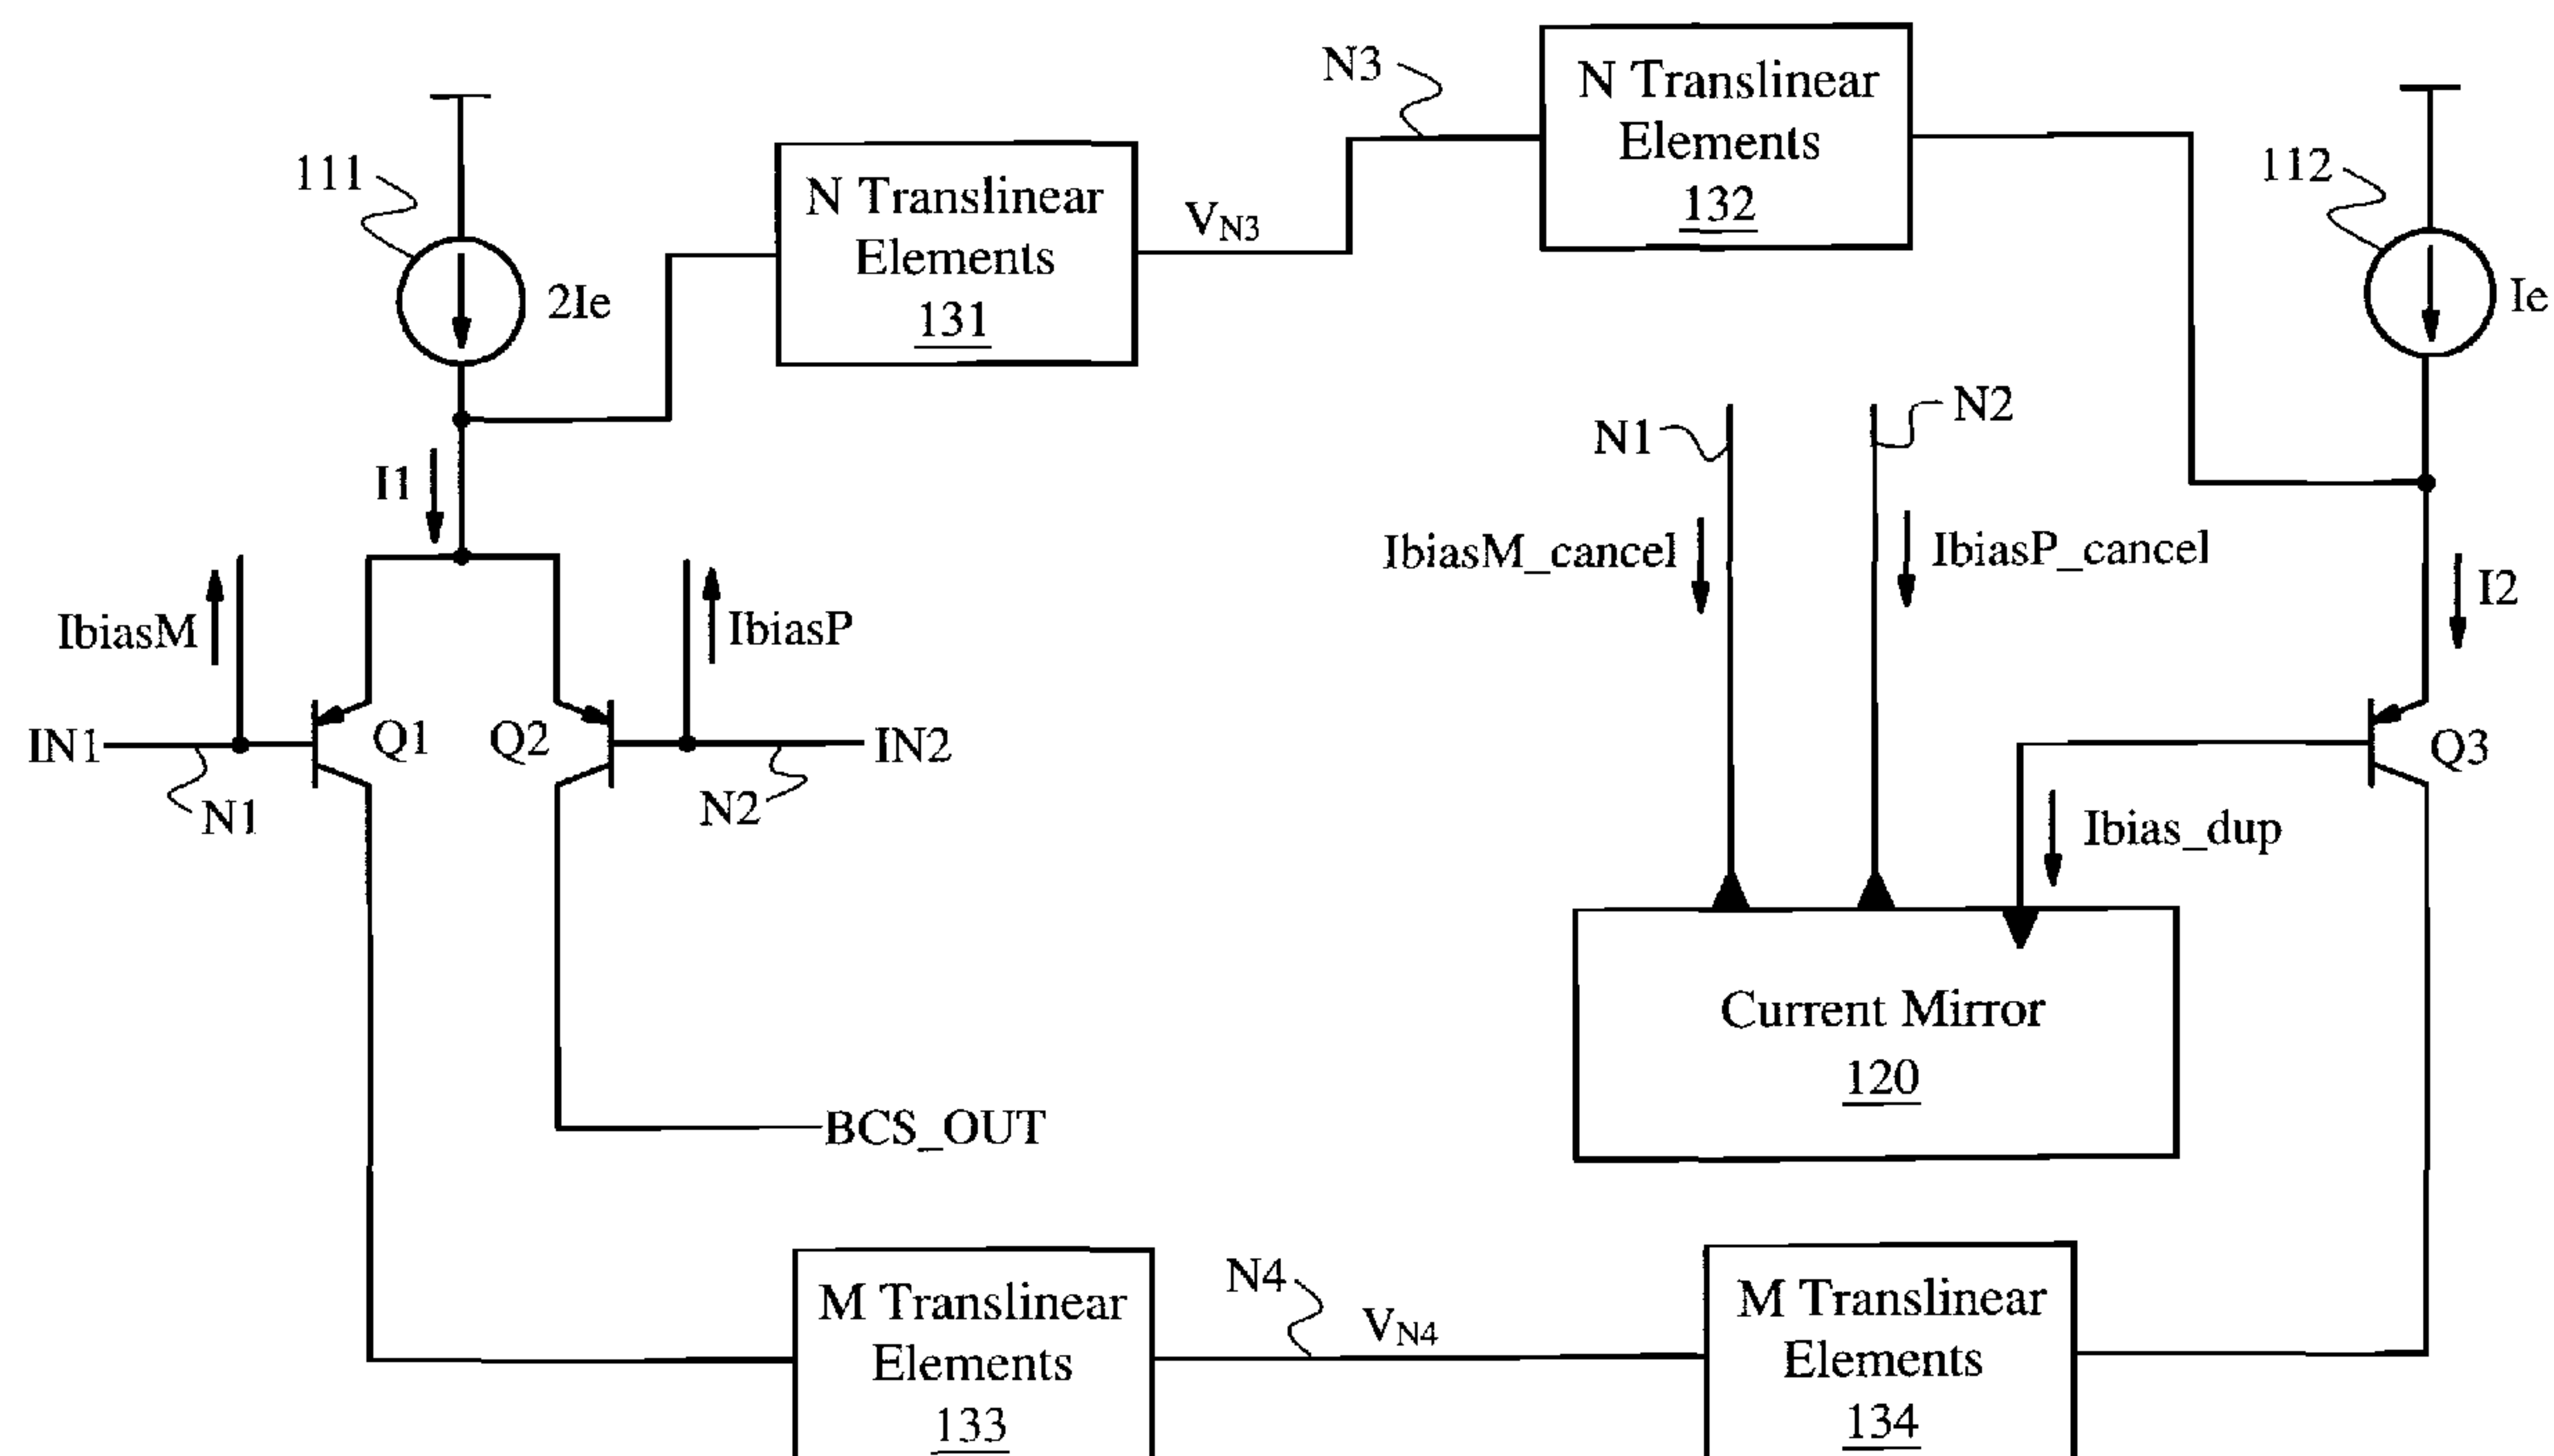 N3
N Translinear
Elements
132
111
N Translinear
Elements
131
VN3
112
2Ie
Ie
N1
N2
I1
IbiasM_cancel
IbiasP_cancel
I2
IbiasM
IbiasP
IN1
Q1
Q2
IN2
Q3
N1
N2
Ibias_dup
Current Mirror
120
BCS_OUT
M Translinear
Elements
133
N4
VN4
M Translinear
Elements
134